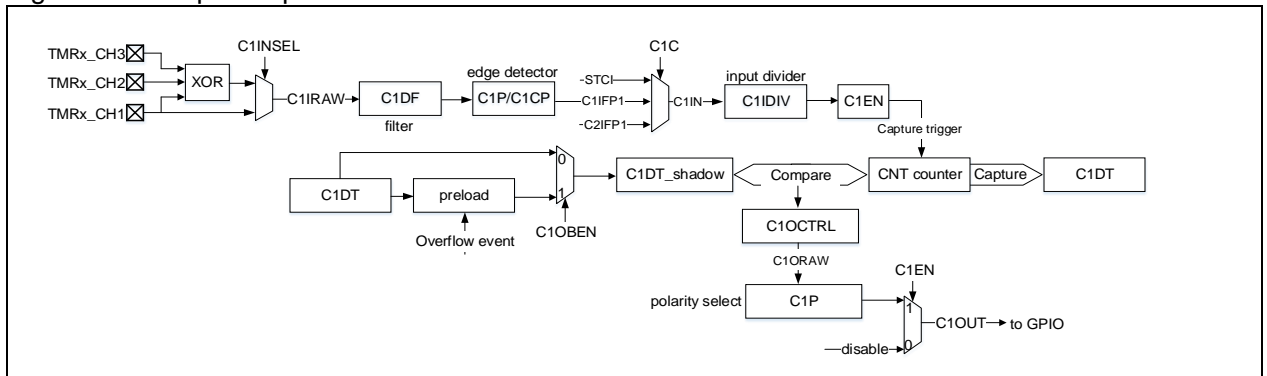 TMRx_CH3
TMRx_CH2
TMRx_CH1
XOR
C1INSEL
C1IRAW
C1DF
filter
edge detector
C1P/C1CP
C1C
-STCI
C1IFP1
-C2IFP1
C1IN
input divider
C1IDIV
C1EN
Capture trigger
C1DT
preload
Overflow event
0
1
C1OBEN
C1DT_shadow
Compare
CNT counter
Capture
C1DT
C1OCTRL
C1ORAW
polarity select
C1P
C1EN
1
0
disable
C1OUT
to GPIO